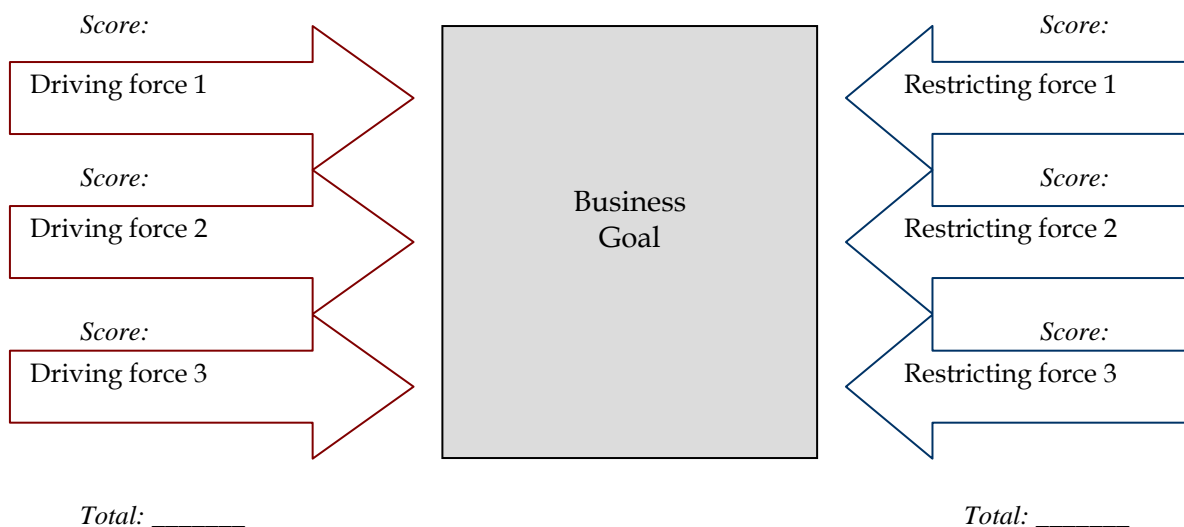 Score:
Score:
Driving force 1
Restricting force 1
Score:
Score:
Driving force 2
Business
Goal
Restricting force 2
Score:
Score:
Driving force 3
Restricting force 3
Total: _______
Total: _______